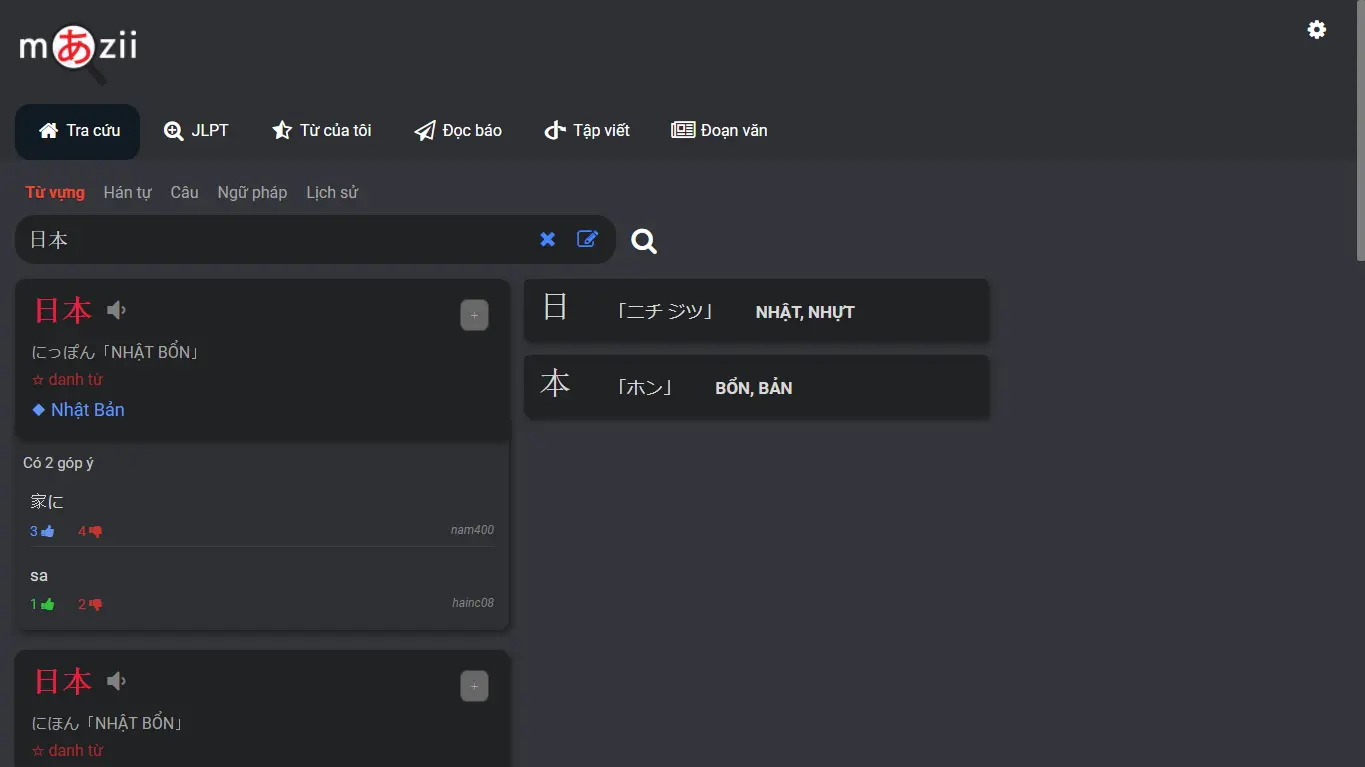 mあzii
Tra cứu JLPT Từ của tôi Đọc báo Tập viết Đoạn văn
Từ vựng Hán tự Câu Ngữ pháp Lịch sử
日本
日本
+
にっぽん「NHẬT BỔN」
☆ danh từ
◆ Nhật Bản
Có 2 góp ý
家に
3 4 nam400
sa
1 2 hainc08
日本
+
にほん「NHẬT BỔN」
☆ danh từ
日 「ニチ ジツ」 NHẬT, NHỰT
本 「ホン」 BỔN, BẢN